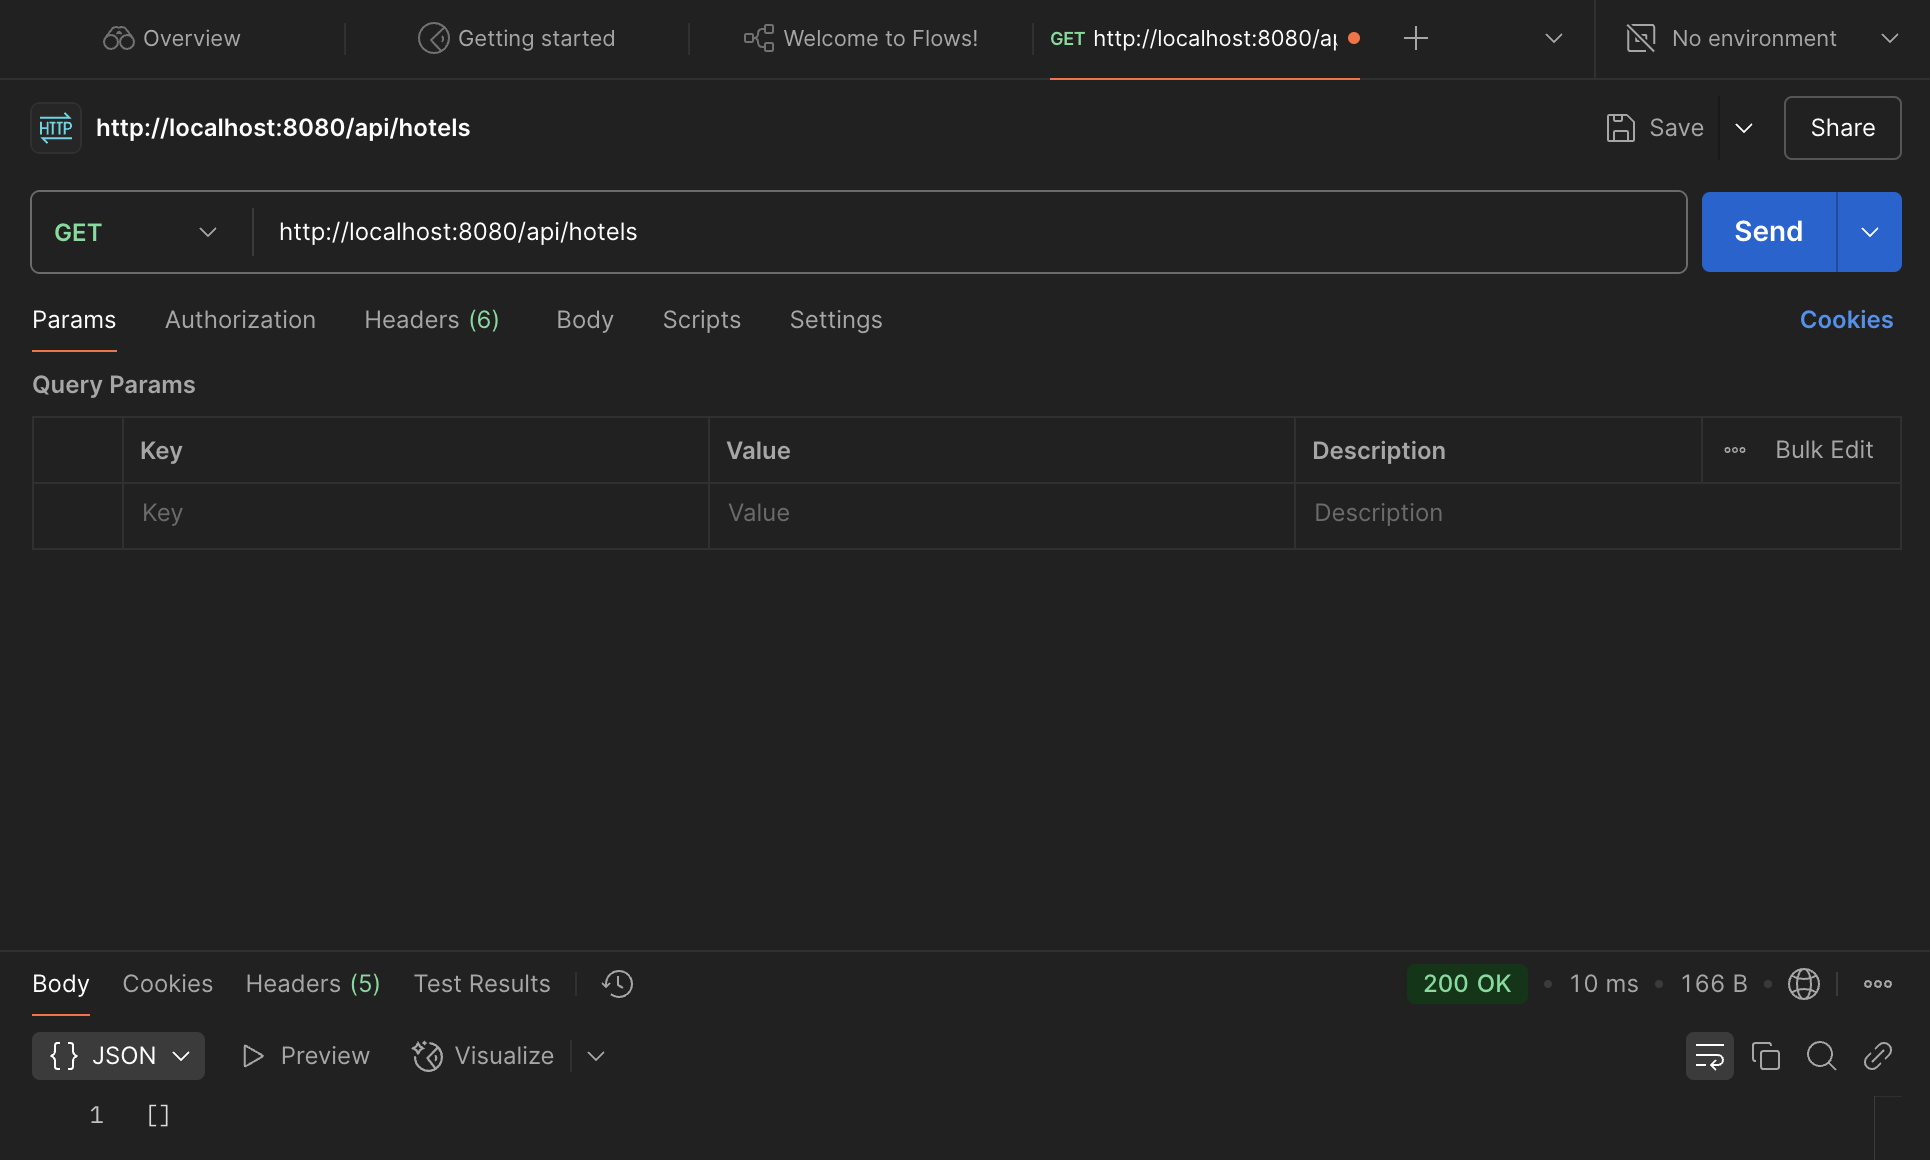 Overview
Getting started
Welcome to Flows!
GET http://localhost:8080/ap
No environment
HTTP http://localhost:8080/api/hotels
Save
Share
GET http://localhost:8080/api/hotels
Send
Params Authorization Headers (6) Body Scripts Settings
Cookies
Query Params
Key Value Description Bulk Edit
Key Value Description
Body Cookies Headers (5) Test Results
200 OK • 10 ms • 166 B
{} JSON Preview Visualize
1 []